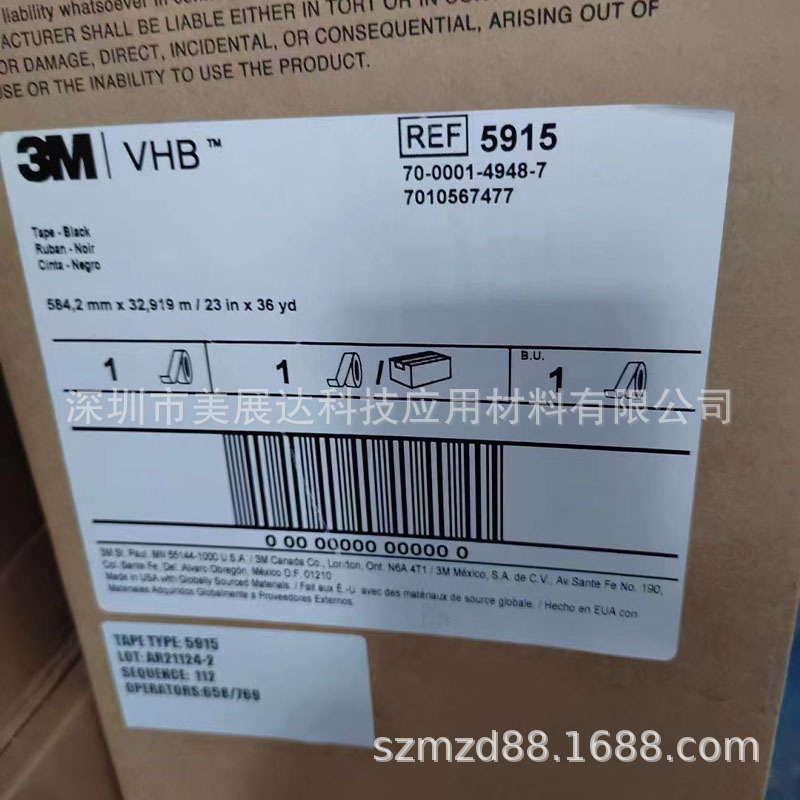 liability whatsoever in
ACTURER SHALL BE LIABLE EITHER IN TORT OR IN
OR DAMAGE, DIRECT, INCIDENTAL, OR CONSEQUENTIAL, ARISING OUT OF
USE OR THE INABILITY TO USE THE PRODUCT.
3M | VHB™
REF 5915
70-0001-4948-7
7010567477
Tape - Black
Ruban - Noir
Cinta - Negro
584,2 mm x 32,919 m / 23 in x 36 yd
1 1 / B.U. 1
深圳市美展达科技应用材料有限公司
0 00 00000 00000 0
3M St. Paul, MN 55144-1000 U.S.A. / 3M Canada Co., London, Ont. N6A 4T1 / 3M México, S.A. de C.V., Av Sante Fe No. 190,
Col. Santa Fe, Del. Alvaro Obregón, México D.F. 01210
Made in USA with Globally Sourced Materials. / Fait aux É.-U. avec des matériaux de source globale. / Hecho en EUA con
Materiales Adquiridos Globalmente a Proveedores Externos.
TAPE TYPE: 5915
LOT: AR21124-2
SEQUENCE: 112
OPERATORS:658/769
szmzd88.1688.com